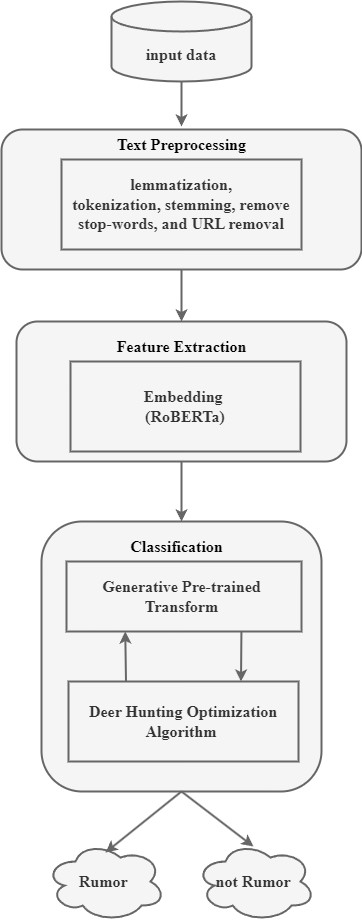 input data
Text Preprocessing
lemmatization,
tokenization, stemming, remove
stop-words, and URL removal
Feature Extraction
Embedding
(RoBERTa)
Classification
Generative Pre-trained
Transform
Deer Hunting Optimization
Algorithm
Rumor
not Rumor